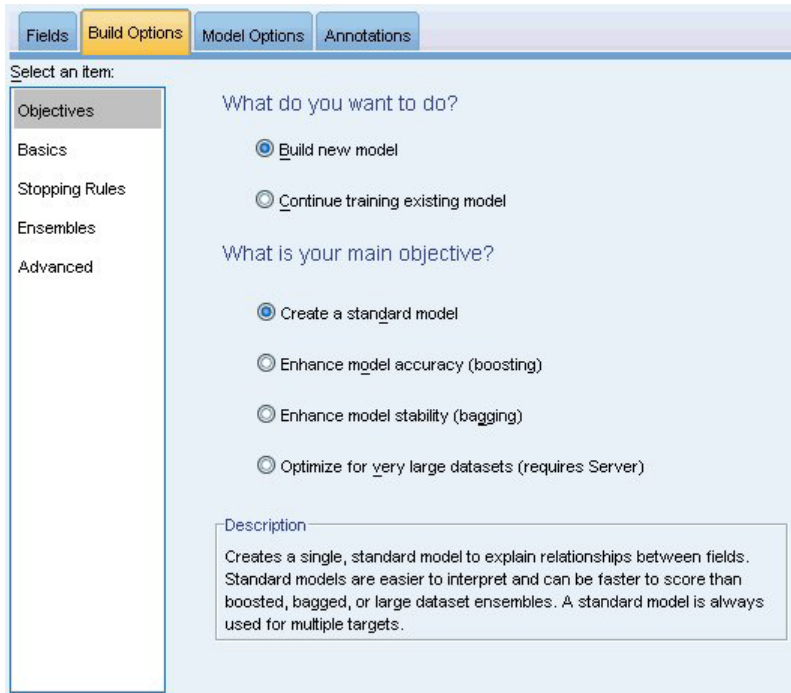 Fields Build Options Model Options Annotations
Select an item:
Objectives
Basics
Stopping Rules
Ensembles
Advanced
What do you want to do?
Build new model
Continue training existing model
What is your main objective?
Create a standard model
Enhance model accuracy (boosting)
Enhance model stability (bagging)
Optimize for very large datasets (requires Server)
Description
Creates a single, standard model to explain relationships between fields.
Standard models are easier to interpret and can be faster to score than
boosted, bagged, or large dataset ensembles. A standard model is always
used for multiple targets.